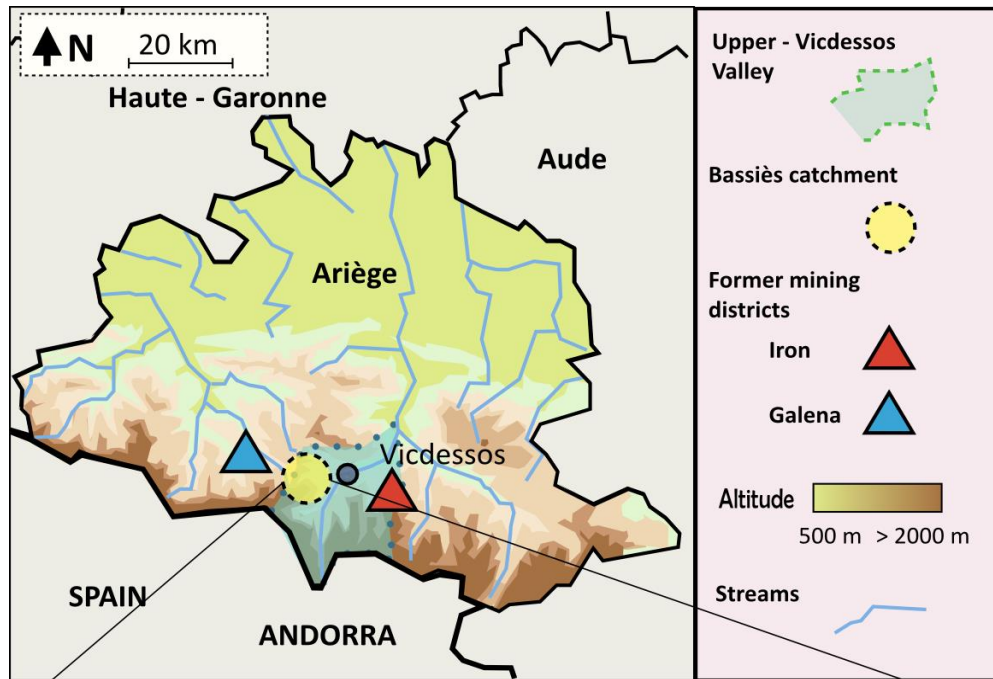 N
20 km
Haute - Garonne
Aude
Ariège
Vicdessos
SPAIN
ANDORRA
Upper - Vicdessos
Valley
Bassiès catchment
Former mining
districts
Iron
Galena
Altitude
500 m > 2000 m
Streams